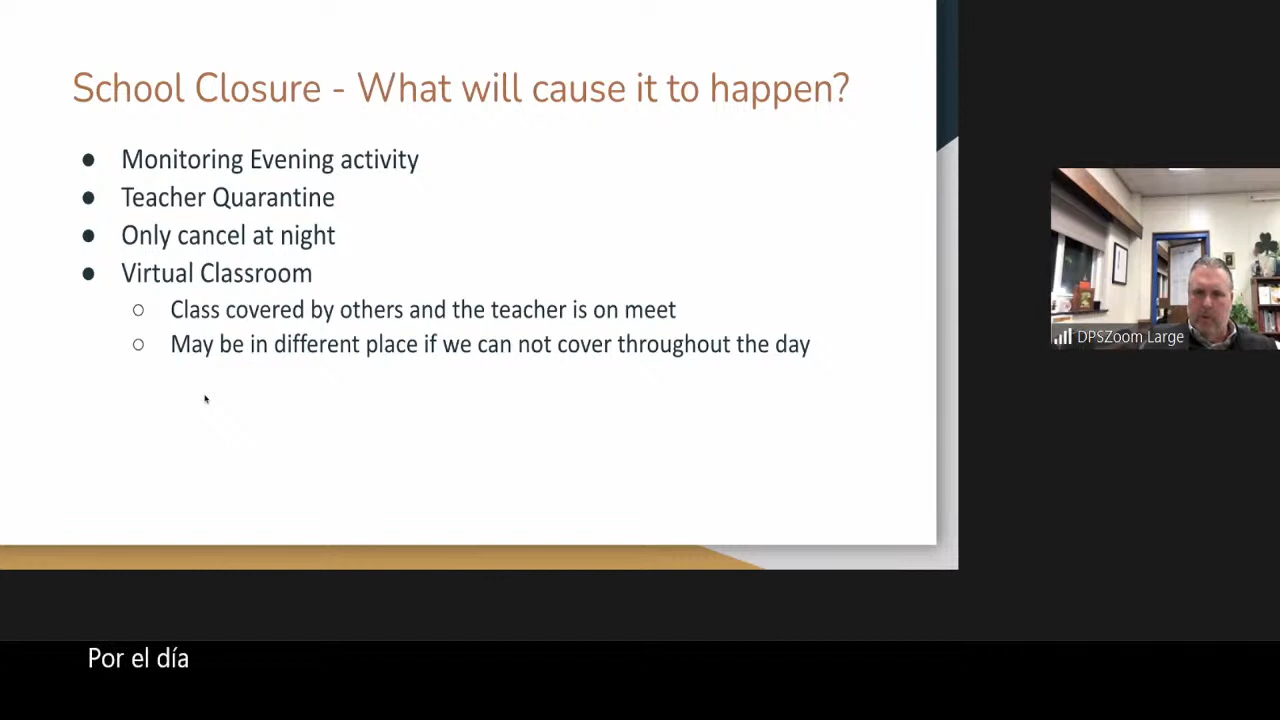 School Closure - What will cause it to happen?
● Monitoring Evening activity
● Teacher Quarantine
● Only cancel at night
● Virtual Classroom
○ Class covered by others and the teacher is on meet
○ May be in different place if we can not cover throughout the day
DPSZoom Large
Por el día